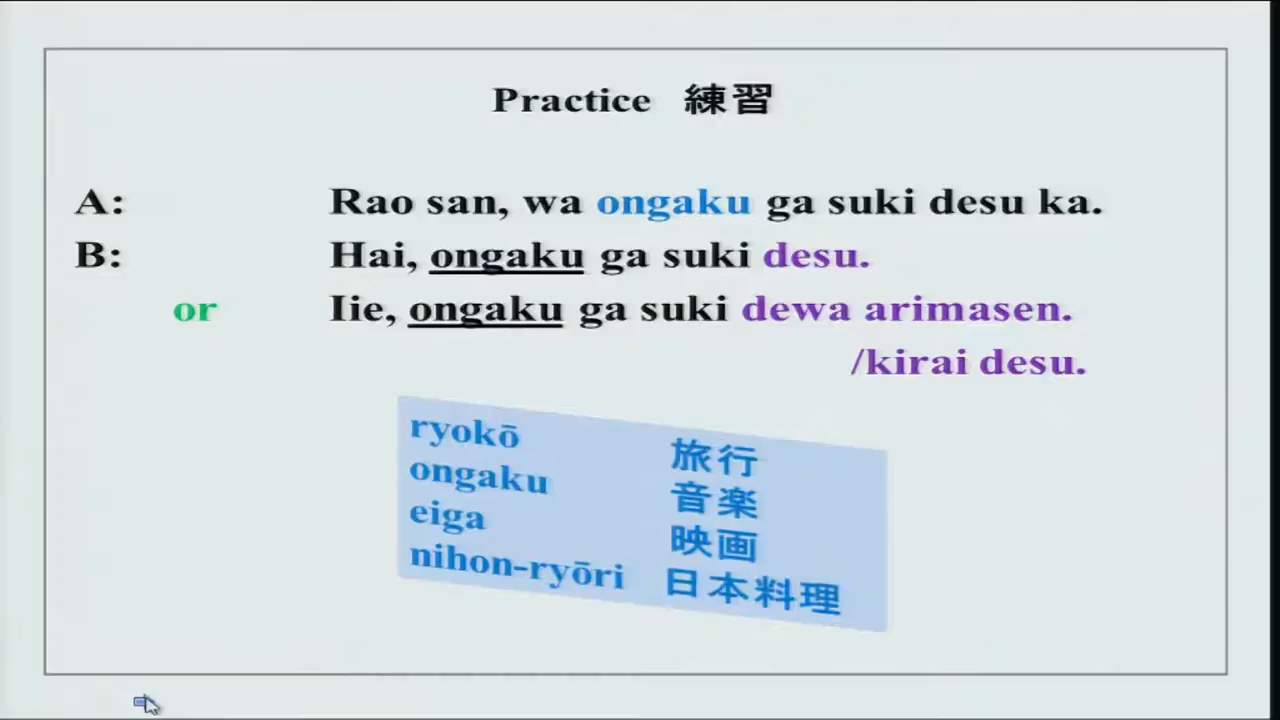 Practice 練習
A: Rao san, wa ongaku ga suki desu ka.
B: Hai, ongaku ga suki desu.
or Iie, ongaku ga suki dewa arimasen.
/kirai desu.
ryokō 旅行
ongaku 音楽
eiga 映画
nihon-ryōri 日本料理